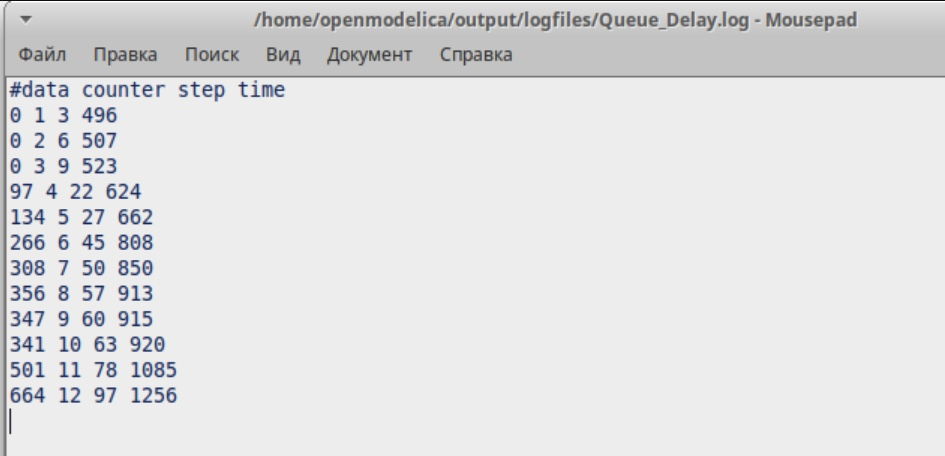 /home/openmodelica/output/logfiles/Queue_Delay.log - Mousepad
Файл Правка Поиск Вид Документ Справка
#data counter step time
0 1 3 496
0 2 6 507
0 3 9 523
97 4 22 624
134 5 27 662
266 6 45 808
308 7 50 850
356 8 57 913
347 9 60 915
341 10 63 920
501 11 78 1085
664 12 97 1256